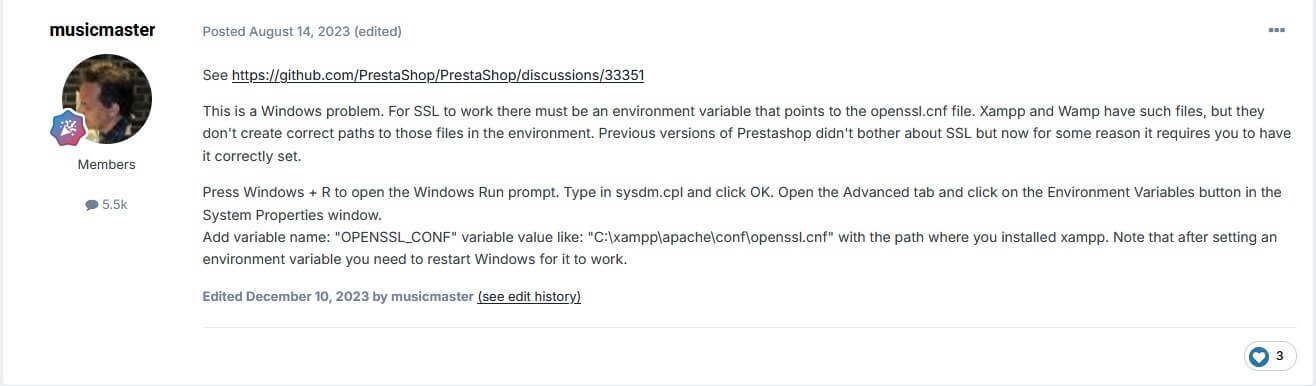 musicmaster
Members
5.5k
Posted August 14, 2023 (edited)
See https://github.com/PrestaShop/PrestaShop/discussions/33351
This is a Windows problem. For SSL to work there must be an environment variable that points to the openssl.cnf file. Xampp and Wamp have such files, but they
don't create correct paths to those files in the environment. Previous versions of Prestashop didn't bother about SSL but now for some reason it requires you to have
it correctly set.
Press Windows + R to open the Windows Run prompt. Type in sysdm.cpl and click OK. Open the Advanced tab and click on the Environment Variables button in the
System Properties window.
Add variable name: "OPENSSL_CONF" variable value like: "C:\xampp\apache\conf\openssl.cnf" with the path where you installed xampp. Note that after setting an
environment variable you need to restart Windows for it to work.
Edited December 10, 2023 by musicmaster (see edit history)
3